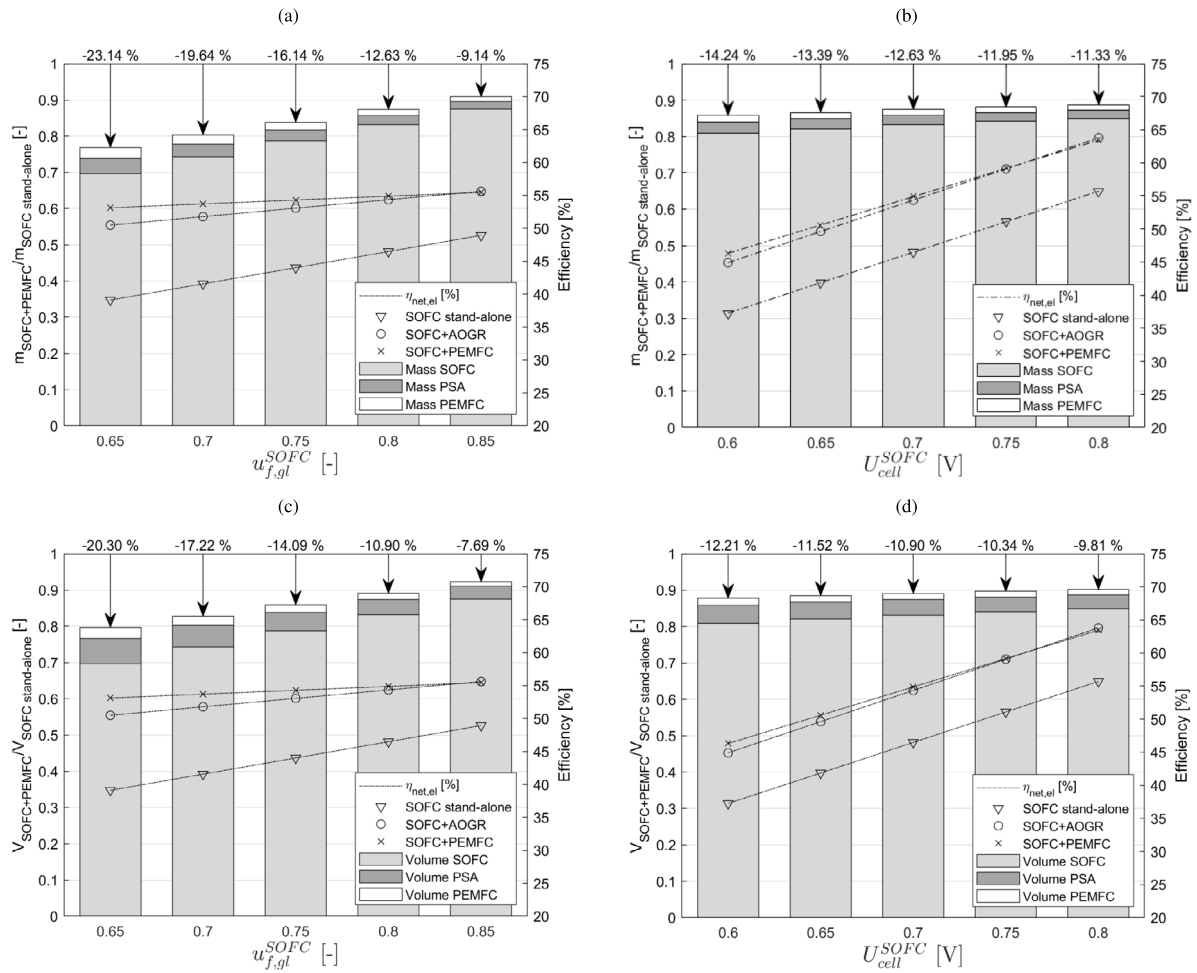 (a)
-23.14 % -19.64 % -16.14 % -12.63 % -9.14 %
1
0.9
0.8
0.7
0.6
0.5
0.4
0.3
0.2
0.1
0
m_SOFC+PEMFC/m_SOFC stand-alone [-]
75
70
65
60
55
50
45
40
35
30
25
20
Efficiency [%]
η_net,el [%]
SOFC stand-alone
SOFC+AOGR
SOFC+PEMFC
Mass SOFC
Mass PSA
Mass PEMFC
0.65 0.7 0.75 0.8 0.85
u_f,gl^SOFC [-]
(b)
-14.24 % -13.39 % -12.63 % -11.95 % -11.33 %
1
0.9
0.8
0.7
0.6
0.5
0.4
0.3
0.2
0.1
0
m_SOFC+PEMFC/m_SOFC stand-alone [-]
75
70
65
60
55
50
45
40
35
30
25
20
Efficiency [%]
η_net,el [%]
SOFC stand-alone
SOFC+AOGR
SOFC+PEMFC
Mass SOFC
Mass PSA
Mass PEMFC
0.6 0.65 0.7 0.75 0.8
U_cell^SOFC [V]
(c)
-20.30 % -17.22 % -14.09 % -10.90 % -7.69 %
1
0.9
0.8
0.7
0.6
0.5
0.4
0.3
0.2
0.1
0
V_SOFC+PEMFC/V_SOFC stand-alone [-]
75
70
65
60
55
50
45
40
35
30
25
20
Efficiency [%]
η_net,el [%]
SOFC stand-alone
SOFC+AOGR
SOFC+PEMFC
Volume SOFC
Volume PSA
Volume PEMFC
0.65 0.7 0.75 0.8 0.85
u_f,gl^SOFC [-]
(d)
-12.21 % -11.52 % -10.90 % -10.34 % -9.81 %
1
0.9
0.8
0.7
0.6
0.5
0.4
0.3
0.2
0.1
0
V_SOFC+PEMFC/V_SOFC stand-alone [-]
75
70
65
60
55
50
45
40
35
30
25
20
Efficiency [%]
η_net,el [%]
SOFC stand-alone
SOFC+AOGR
SOFC+PEMFC
Volume SOFC
Volume PSA
Volume PEMFC
0.6 0.65 0.7 0.75 0.8
U_cell^SOFC [V]